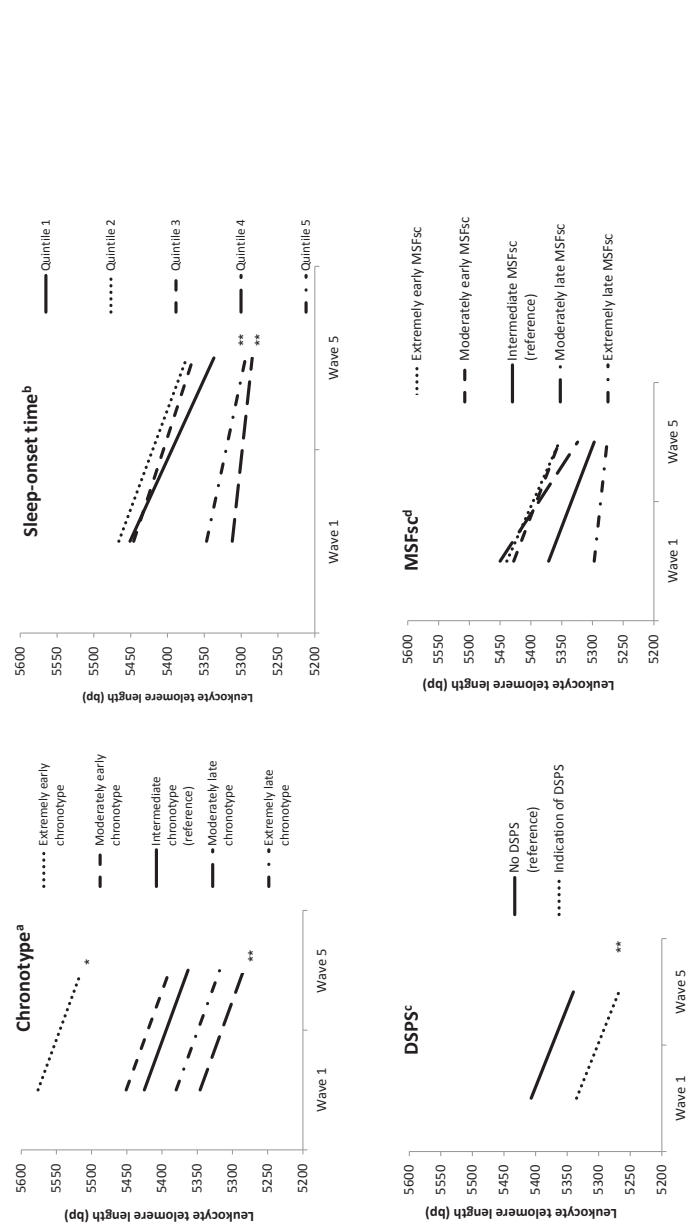 Chronotypeᵃ
Leukocyte telomere length (bp)
5600
5550
5500
5450
5400
5350
5300
5250
5200
Wave 1
Wave 5
*
**
Extremely early
chronotype
Moderately early
chronotype
Intermediate
chronotype
(reference)
Moderately late
chronotype
Extremely late
chronotype
Sleep-onset timeᵇ
Leukocyte telomere length
(bp)
5600
5550
5500
5450
5400
5350
5300
5250
5200
Wave 1
Wave 5
**
**
Quintile 1
Quintile 2
Quintile 3
Quintile 4
Quintile 5
DSPSᶜ
Leukocyte telomere length (bp)
5600
5550
5500
5450
5400
5350
5300
5250
5200
Wave 1
Wave 5
**
No DSPS
(reference)
Indication of DSPS
MSFscᵈ
Leukocyte telomere length
(bp)
5600
5550
5500
5450
5400
5350
5300
5250
5200
Wave 1
Wave 5
Extremely early MSFsc
Moderately early MSFsc
Intermediate MSFsc
(reference)
Moderately late MSFsc
Extremely late MSFsc